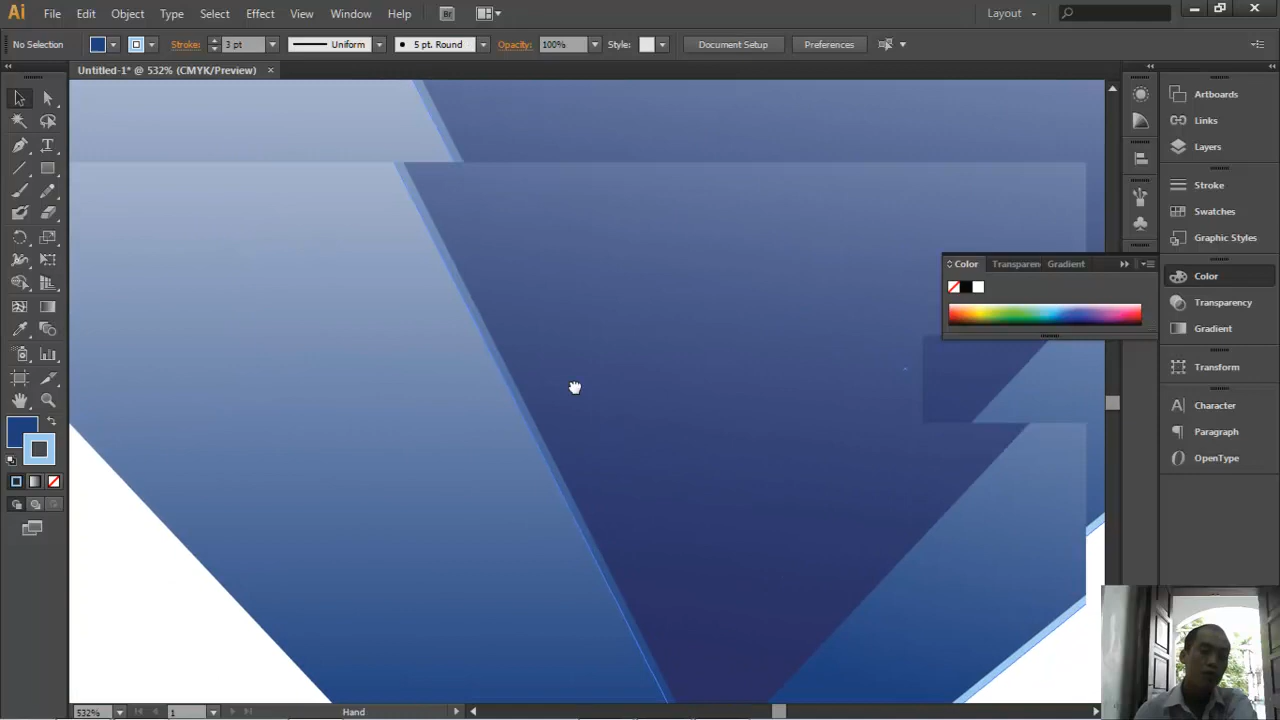 Ai File Edit Object Type Select Effect View Window Help Br Layout
No Selection Stroke: 3 pt Uniform 5 pt. Round Opacity: 100% Style: Document Setup Preferences
Untitled-1* @ 532% (CMYK/Preview) ×
Artboards
Links
Layers
Stroke
Swatches
Graphic Styles
Color Transparen Gradient
Color
Transparency
Gradient
Transform
Character
Paragraph
OpenType
532% 1 Hand